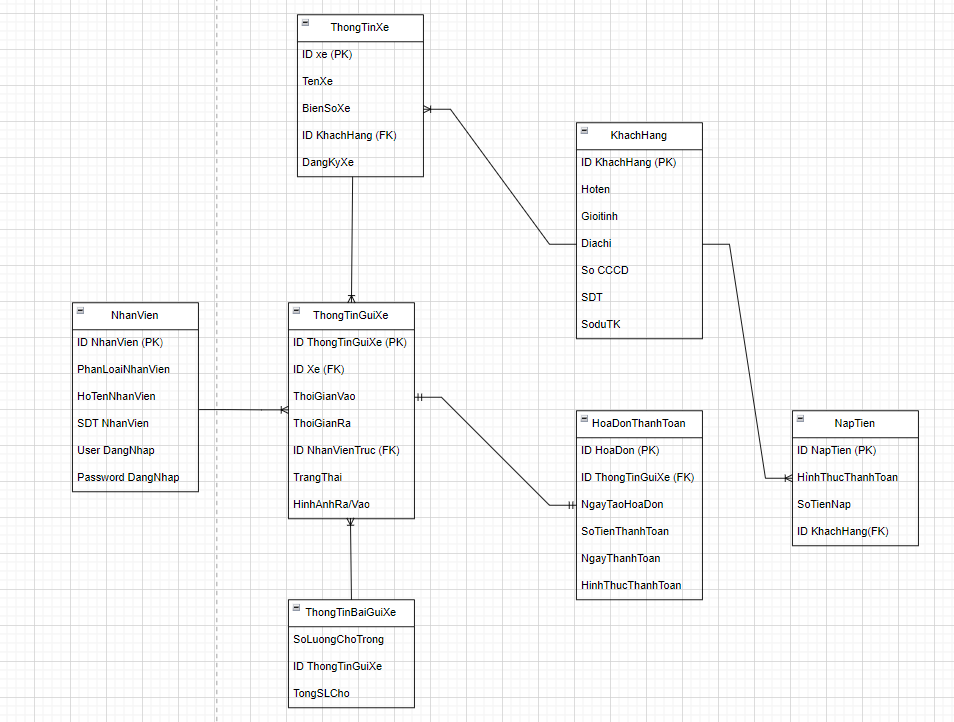 ThongTinXe
ID xe (PK)
TenXe
BienSoXe
ID KhachHang (FK)
DangKyXe
KhachHang
ID KhachHang (PK)
Hoten
Gioitinh
Diachi
So CCCD
SDT
SoduTK
NhanVien
ID NhanVien (PK)
PhanLoaiNhanVien
HoTenNhanVien
SDT NhanVien
User DangNhap
Password DangNhap
ThongTinGuiXe
ID ThongTinGuiXe (PK)
ID Xe (FK)
ThoiGianVao
ThoiGianRa
ID NhanVienTruc (FK)
TrangThai
HinhAnhRa/Vao
HoaDonThanhToan
ID HoaDon (PK)
ID ThongTinGuiXe (FK)
NgayTaoHoaDon
SoTienThanhToan
NgayThanhToan
HinhThucThanhToan
NapTien
ID NapTien (PK)
HinhThucThanhToan
SoTienNap
ID KhachHang(FK)
ThongTinBaiGuiXe
SoLuongChoTrong
ID ThongTinGuiXe
TongSLCho